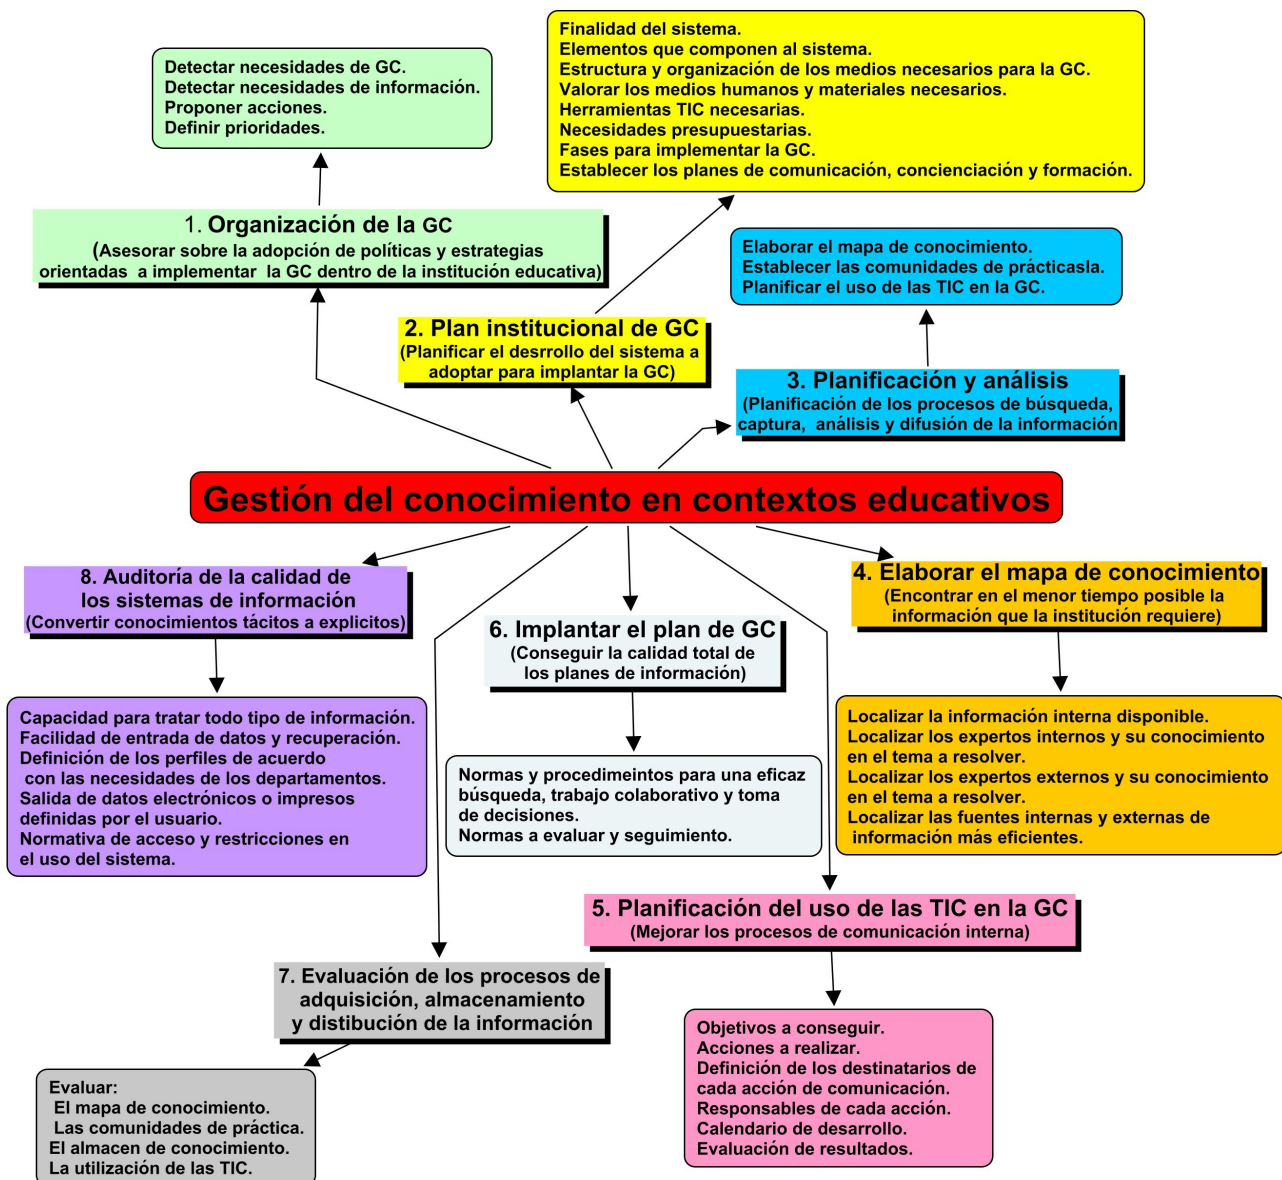 Finalidad del sistema.
Elementos que componen al sistema.
Estructura y organización de los medios necesarios para la GC.
Valorar los medios humanos y materiales necesarios.
Herramientas TIC necesarias.
Necesidades presupuestarias.
Fases para implementar la GC.
Establecer los planes de comunicación, concienciación y formación.
Detectar necesidades de GC.
Detectar necesidades de información.
Proponer acciones.
Definir prioridades.
1. Organización de la GC
(Asesorar sobre la adopción de políticas y estrategias
orientadas a implementar la GC dentro de la institución educativa)
Elaborar el mapa de conocimiento.
Establecer las comunidades de prácticasla.
Planificar el uso de las TIC en la GC.
2. Plan institucional de GC
(Planificar el desrrollo del sistema a
adoptar para implantar la GC)
3. Planificación y análisis
(Planificación de los procesos de búsqueda,
captura, análisis y difusión de la información
Gestión del conocimiento en contextos educativos
8. Auditoría de la calidad de
los sistemas de información
(Convertir conocimientos tácitos a explicitos)
4. Elaborar el mapa de conocimiento
(Encontrar en el menor tiempo posible la
información que la institución requiere)
6. Implantar el plan de GC
(Conseguir la calidad total de
los planes de información)
Capacidad para tratar todo tipo de información.
Facilidad de entrada de datos y recuperación.
Definición de los perfiles de acuerdo
con las necesidades de los departamentos.
Salida de datos electrónicos o impresos
definidas por el usuario.
Normativa de acceso y restricciones en
el uso del sistema.
Normas y procedimeintos para una eficaz
búsqueda, trabajo colaborativo y toma
de decisiones.
Normas a evaluar y seguimiento.
Localizar la información interna disponible.
Localizar los expertos internos y su conocimiento
en el tema a resolver.
Localizar los expertos externos y su conocimiento
en el tema a resolver.
Localizar las fuentes internas y externas de
información más eficientes.
5. Planificación del uso de las TIC en la GC
(Mejorar los procesos de comunicación interna)
7. Evaluación de los procesos de
adquisición, almacenamiento
y distibución de la información
Objetivos a conseguir.
Acciones a realizar.
Definición de los destinatarios de
cada acción de comunicación.
Responsables de cada acción.
Calendario de desarrollo.
Evaluación de resultados.
Evaluar:
El mapa de conocimiento.
Las comunidades de práctica.
El almacen de conocimiento.
La utilización de las TIC.